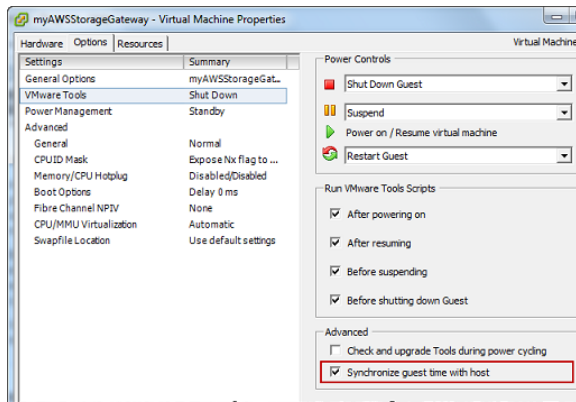 myAWSStorageGateway - Virtual Machine Properties
Hardware Options Resources Virtual Machine
Settings Summary
General Options myAWSStorageGat...
VMware Tools Shut Down
Power Management Standby
Advanced
General Normal
CPUID Mask Expose Nx flag to ...
Memory/CPU Hotplug Disabled/Disabled
Boot Options Delay 0 ms
Fibre Channel NPIV None
CPU/MMU Virtualization Automatic
Swapfile Location Use default settings
Power Controls
Shut Down Guest
Suspend
Power on / Resume virtual machine
Restart Guest
Run VMware Tools Scripts
After powering on
After resuming
Before suspending
Before shutting down Guest
Advanced
Check and upgrade Tools during power cycling
Synchronize guest time with host